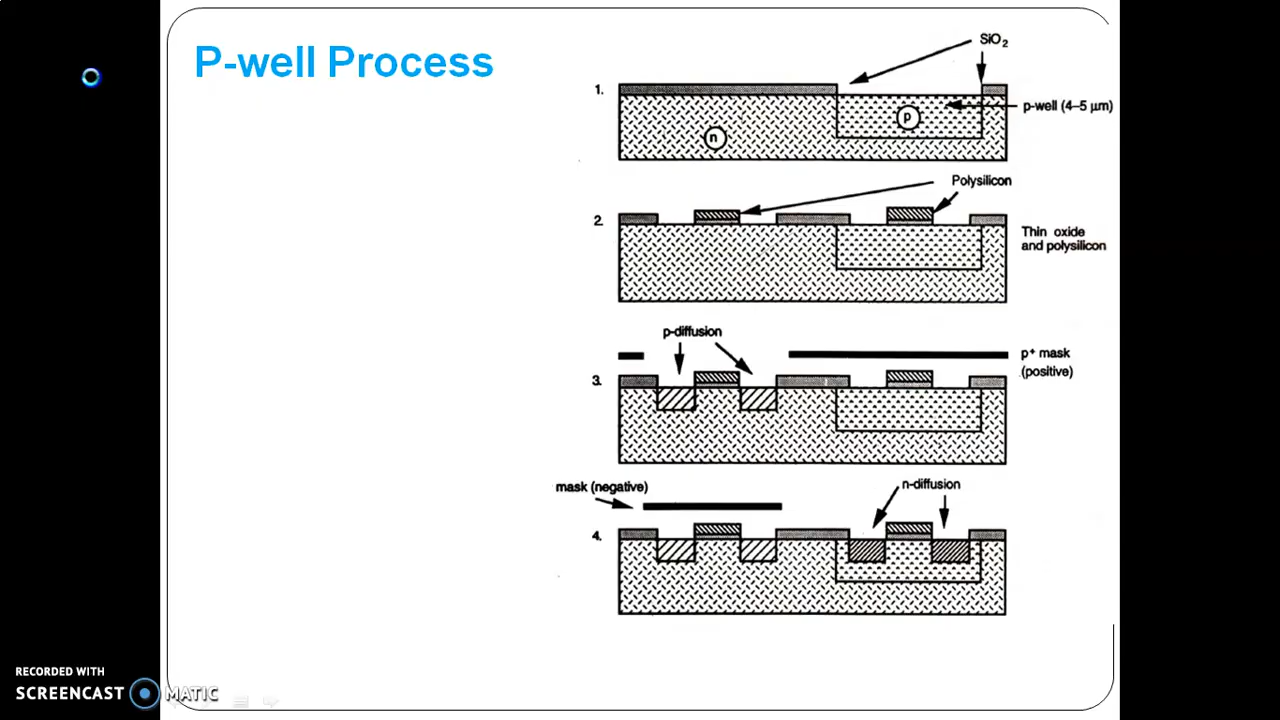 P-well Process
SiO₂
1.
p-well (4–5 µm)
p
n
Polysilicon
2.
Thin oxide
and polysilicon
p-diffusion
p⁺ mask
3.
(positive)
mask (negative)
n-diffusion
4.
RECORDED WITH
SCREENCAST MATIC